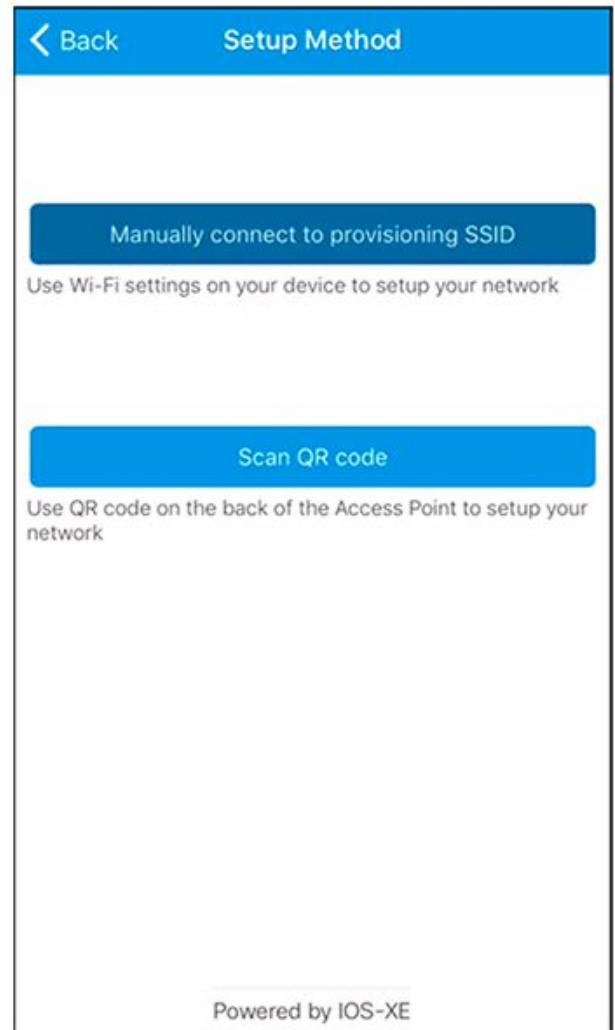 Back
Setup Method
Manually connect to provisioning SSID
Use Wi-Fi settings on your device to setup your network
Scan QR code
Use QR code on the back of the Access Point to setup your
network
Powered by IOS-XE